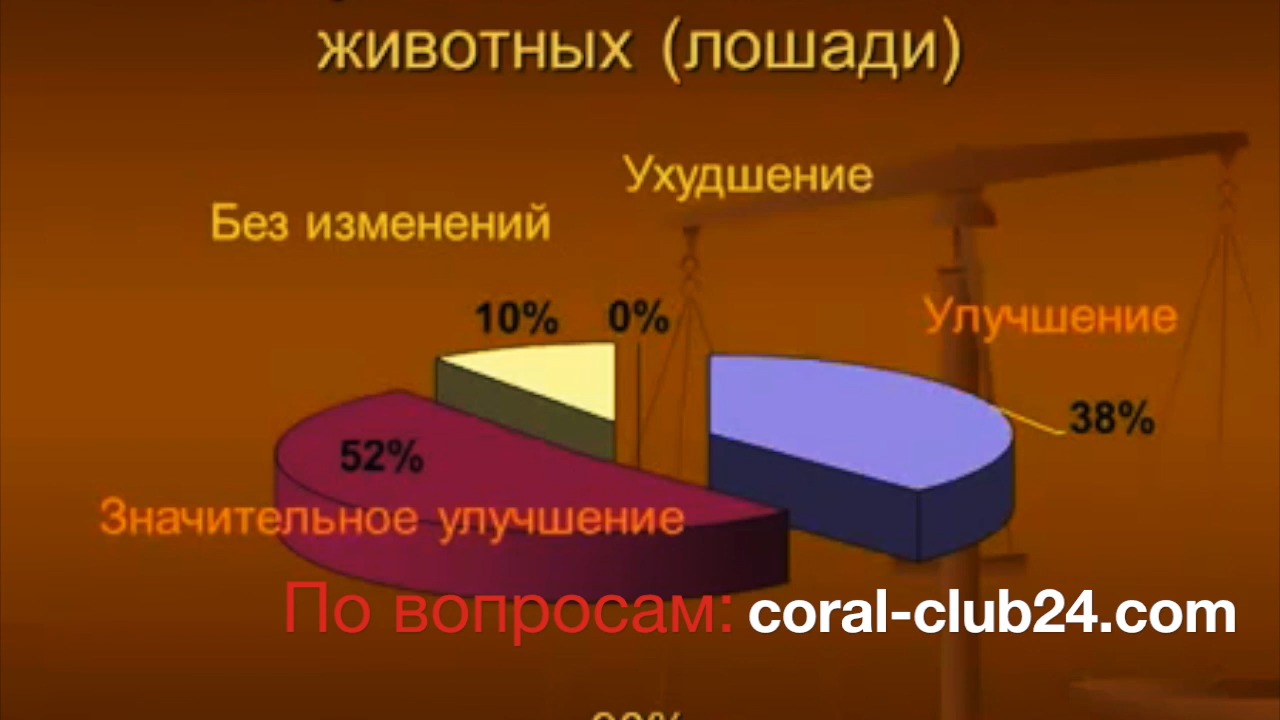 животных (лошади)
Ухудшение
Без изменений
10% 0%
Улучшение
38%
52%
Значительное улучшение
По вопросам: coral-club24.com